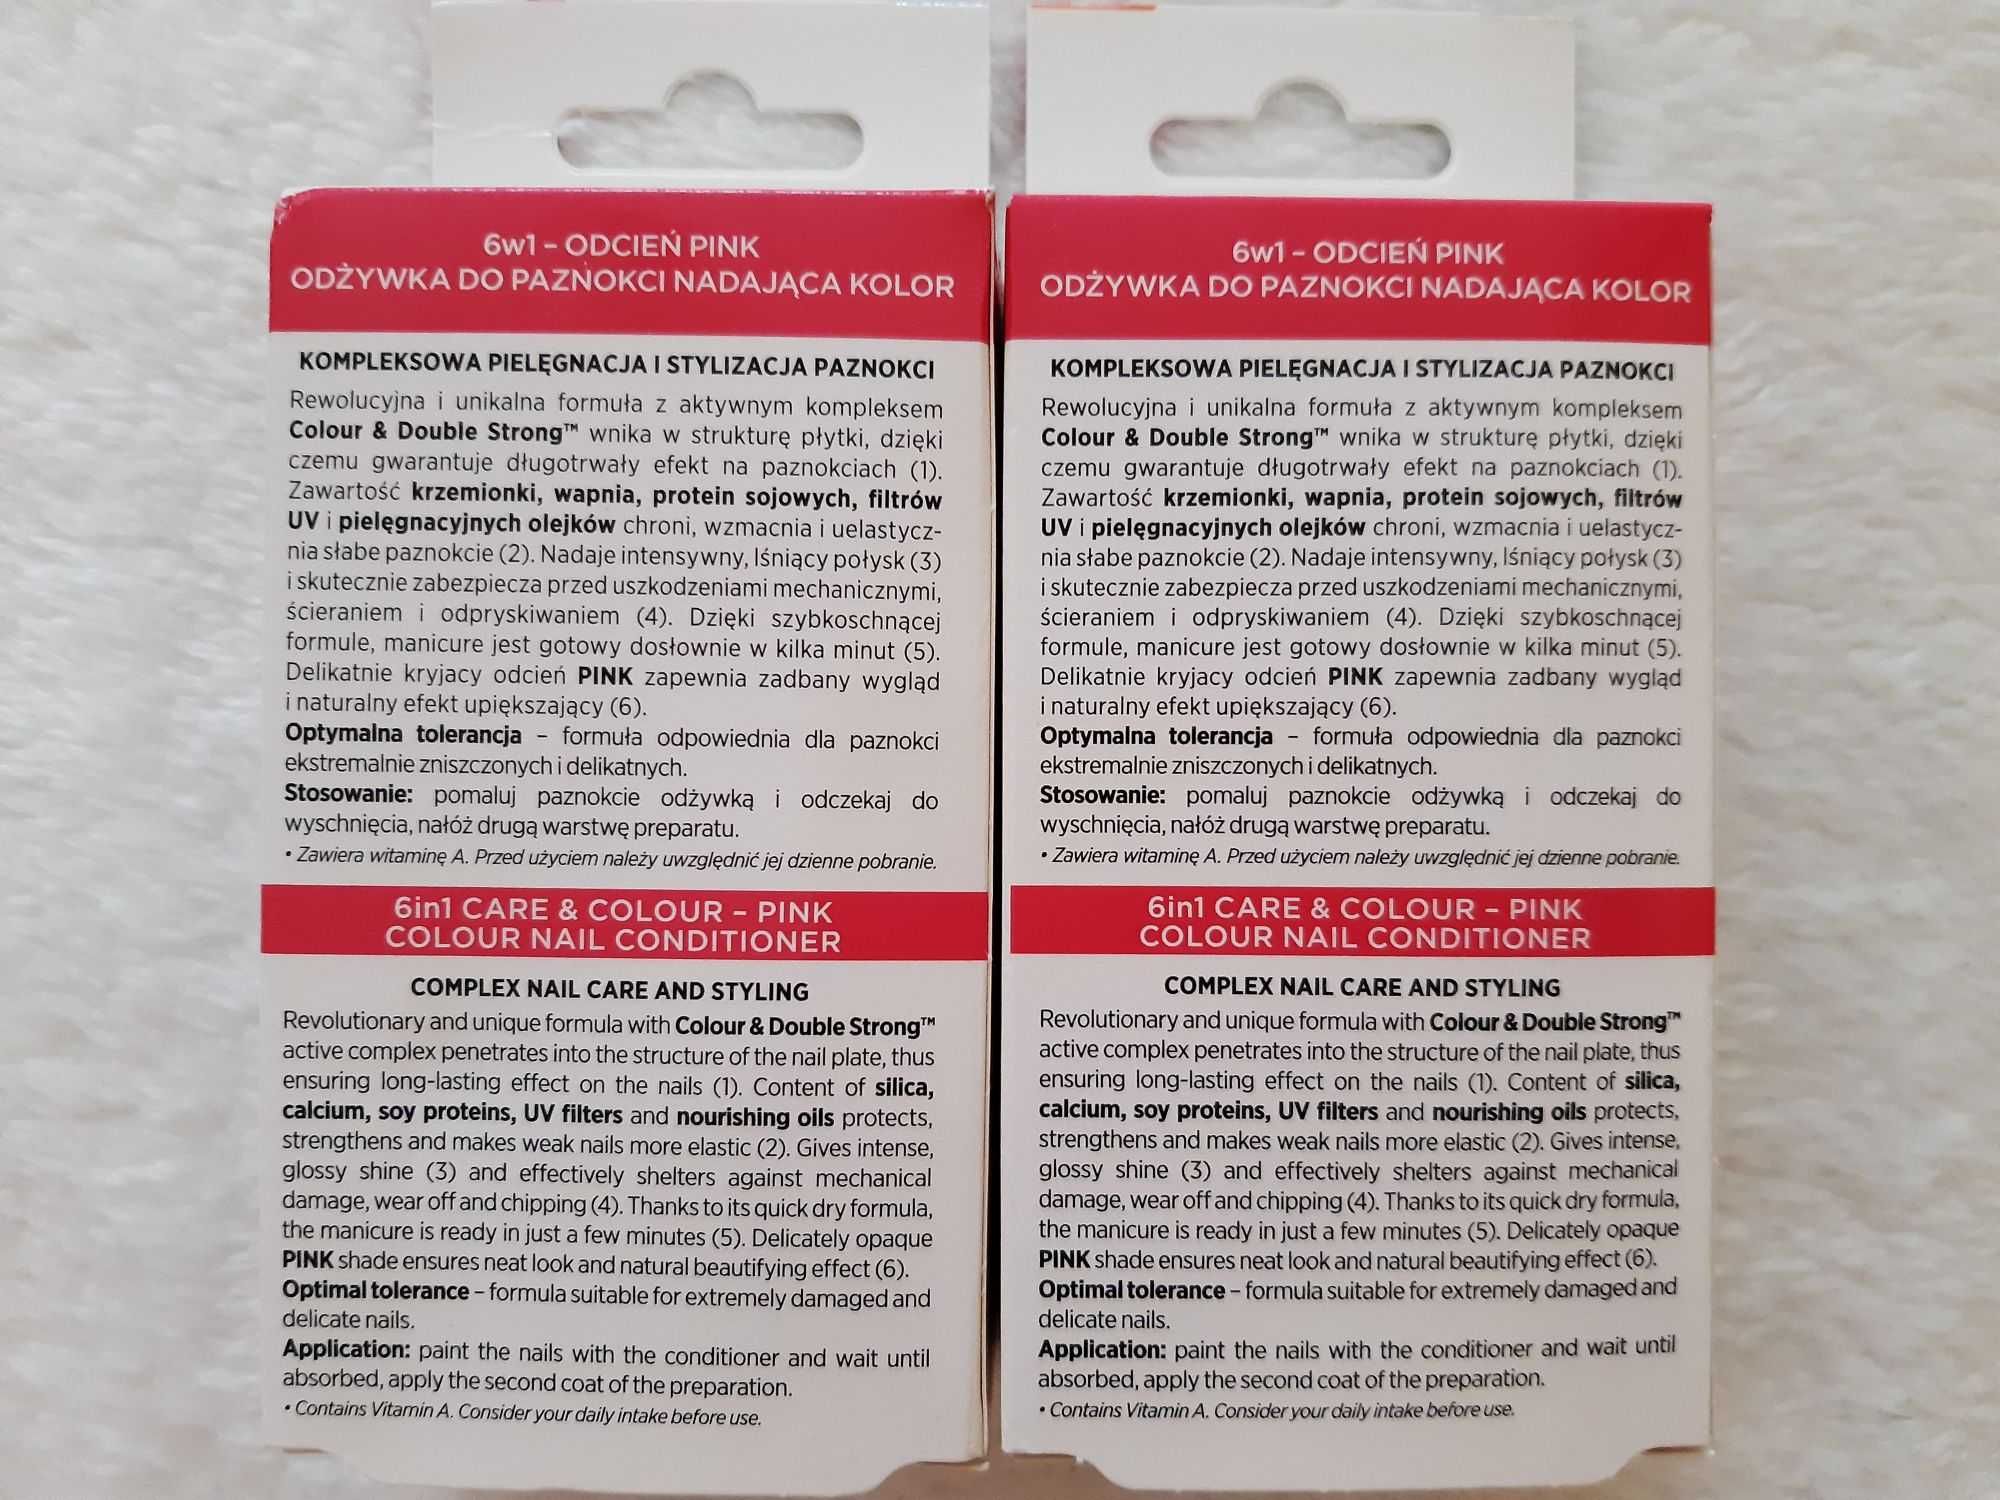 6w1 – ODCIEŃ PINK
ODŻYWKA DO PAZNOKCI NADAJĄCA KOLOR
KOMPLEKSOWA PIELĘGNACJA I STYLIZACJA PAZNOKCI
Rewolucyjna i unikalna formuła z aktywnym kompleksem
Colour & Double Strong™ wnika w strukturę płytki, dzięki
czemu gwarantuje długotrwały efekt na paznokciach (1).
Zawartość krzemionki, wapnia, protein sojowych, filtrów
UV i pielęgnacyjnych olejków chroni, wzmacnia i uelastycz-
nia słabe paznokcie (2). Nadaje intensywny, lśniący połysk (3)
i skutecznie zabezpiecza przed uszkodzeniami mechanicznymi,
ścieraniem i odpryskiwaniem (4). Dzięki szybkoschnącej
formule, manicure jest gotowy dosłownie w kilka minut (5).
Delikatnie kryjacy odcień PINK zapewnia zadbany wygląd
i naturalny efekt upiększający (6).
Optymalna tolerancja – formuła odpowiednia dla paznokci
ekstremalnie zniszczonych i delikatnych.
Stosowanie: pomaluj paznokcie odżywką i odczekaj do
wyschnięcia, nałóż drugą warstwę preparatu.
• Zawiera witaminę A. Przed użyciem należy uwzględnić jej dzienne pobranie.
6in1 CARE & COLOUR – PINK
COLOUR NAIL CONDITIONER
COMPLEX NAIL CARE AND STYLING
Revolutionary and unique formula with Colour & Double Strong™
active complex penetrates into the structure of the nail plate, thus
ensuring long-lasting effect on the nails (1). Content of silica,
calcium, soy proteins, UV filters and nourishing oils protects,
strengthens and makes weak nails more elastic (2). Gives intense,
glossy shine (3) and effectively shelters against mechanical
damage, wear off and chipping (4). Thanks to its quick dry formula,
the manicure is ready in just a few minutes (5). Delicately opaque
PINK shade ensures neat look and natural beautifying effect (6).
Optimal tolerance – formula suitable for extremely damaged and
delicate nails.
Application: paint the nails with the conditioner and wait until
absorbed, apply the second coat of the preparation.
• Contains Vitamin A. Consider your daily intake before use.
6w1 – ODCIEŃ PINK
ODŻYWKA DO PAZNOKCI NADAJĄCA KOLOR
KOMPLEKSOWA PIELĘGNACJA I STYLIZACJA PAZNOKCI
Rewolucyjna i unikalna formuła z aktywnym kompleksem
Colour & Double Strong™ wnika w strukturę płytki, dzięki
czemu gwarantuje długotrwały efekt na paznokciach (1).
Zawartość krzemionki, wapnia, protein sojowych, filtrów
UV i pielęgnacyjnych olejków chroni, wzmacnia i uelastycz-
nia słabe paznokcie (2). Nadaje intensywny, lśniący połysk (3)
i skutecznie zabezpiecza przed uszkodzeniami mechanicznymi,
ścieraniem i odpryskiwaniem (4). Dzięki szybkoschnącej
formule, manicure jest gotowy dosłownie w kilka minut (5).
Delikatnie kryjacy odcień PINK zapewnia zadbany wygląd
i naturalny efekt upiększający (6).
Optymalna tolerancja – formuła odpowiednia dla paznokci
ekstremalnie zniszczonych i delikatnych.
Stosowanie: pomaluj paznokcie odżywką i odczekaj do
wyschnięcia, nałóż drugą warstwę preparatu.
• Zawiera witaminę A. Przed użyciem należy uwzględnić jej dzienne pobranie.
6in1 CARE & COLOUR – PINK
COLOUR NAIL CONDITIONER
COMPLEX NAIL CARE AND STYLING
Revolutionary and unique formula with Colour & Double Strong™
active complex penetrates into the structure of the nail plate, thus
ensuring long-lasting effect on the nails (1). Content of silica,
calcium, soy proteins, UV filters and nourishing oils protects,
strengthens and makes weak nails more elastic (2). Gives intense,
glossy shine (3) and effectively shelters against mechanical
damage, wear off and chipping (4). Thanks to its quick dry formula,
the manicure is ready in just a few minutes (5). Delicately opaque
PINK shade ensures neat look and natural beautifying effect (6).
Optimal tolerance – formula suitable for extremely damaged and
delicate nails.
Application: paint the nails with the conditioner and wait until
absorbed, apply the second coat of the preparation.
• Contains Vitamin A. Consider your daily intake before use.